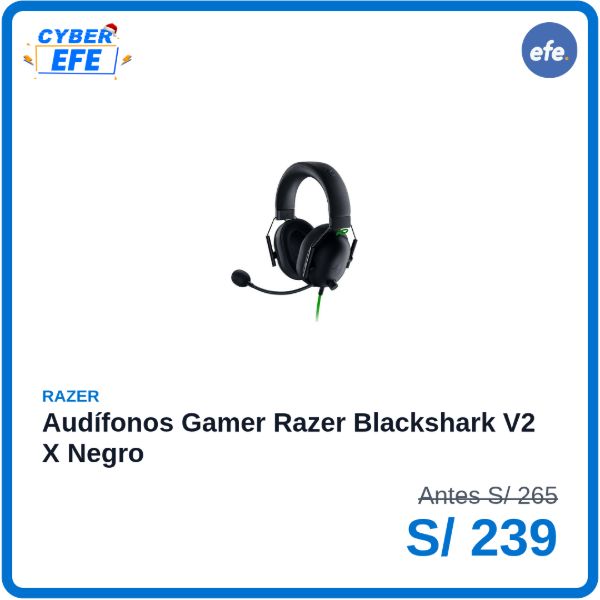 CYBER
EFE
efe.
RAZER
Audífonos Gamer Razer Blackshark V2
X Negro
Antes S/ 265
S/ 239